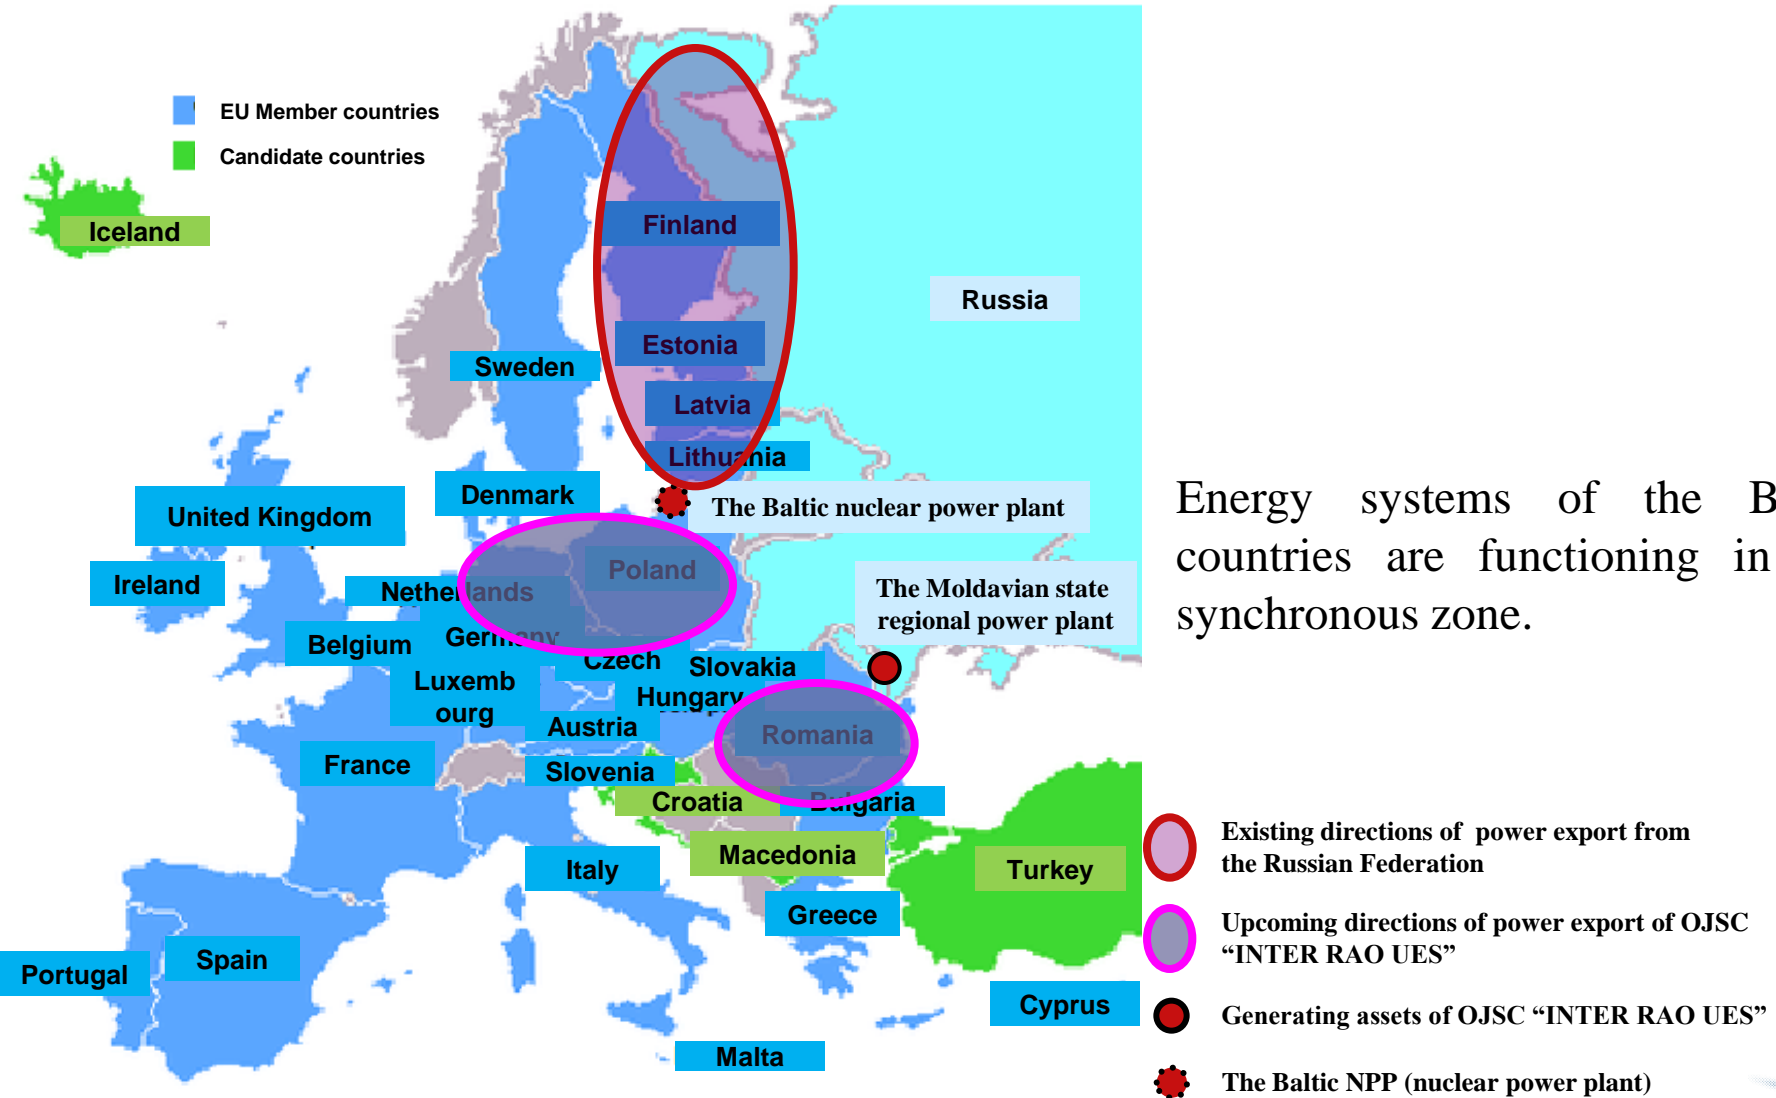 EU Member countries
Candidate countries
Iceland
Finland
Russia
Estonia
Sweden
Latvia
Lithuania
Denmark
United Kingdom
The Baltic nuclear power plant
Poland
Ireland
Netherlands
The Moldavian state
regional power plant
Belgium
Germany
Czech
Slovakia
Luxemb
ourg
Hungary
Austria
Romania
France
Slovenia
Croatia
Bulgaria
Macedonia
Italy
Turkey
Greece
Spain
Portugal
Cyprus
Malta
Energy systems of the B
countries are functioning in
synchronous zone.
Existing directions of power export from
the Russian Federation
Upcoming directions of power export of OJSC
“INTER RAO UES”
Generating assets of OJSC “INTER RAO UES”
The Baltic NPP (nuclear power plant)